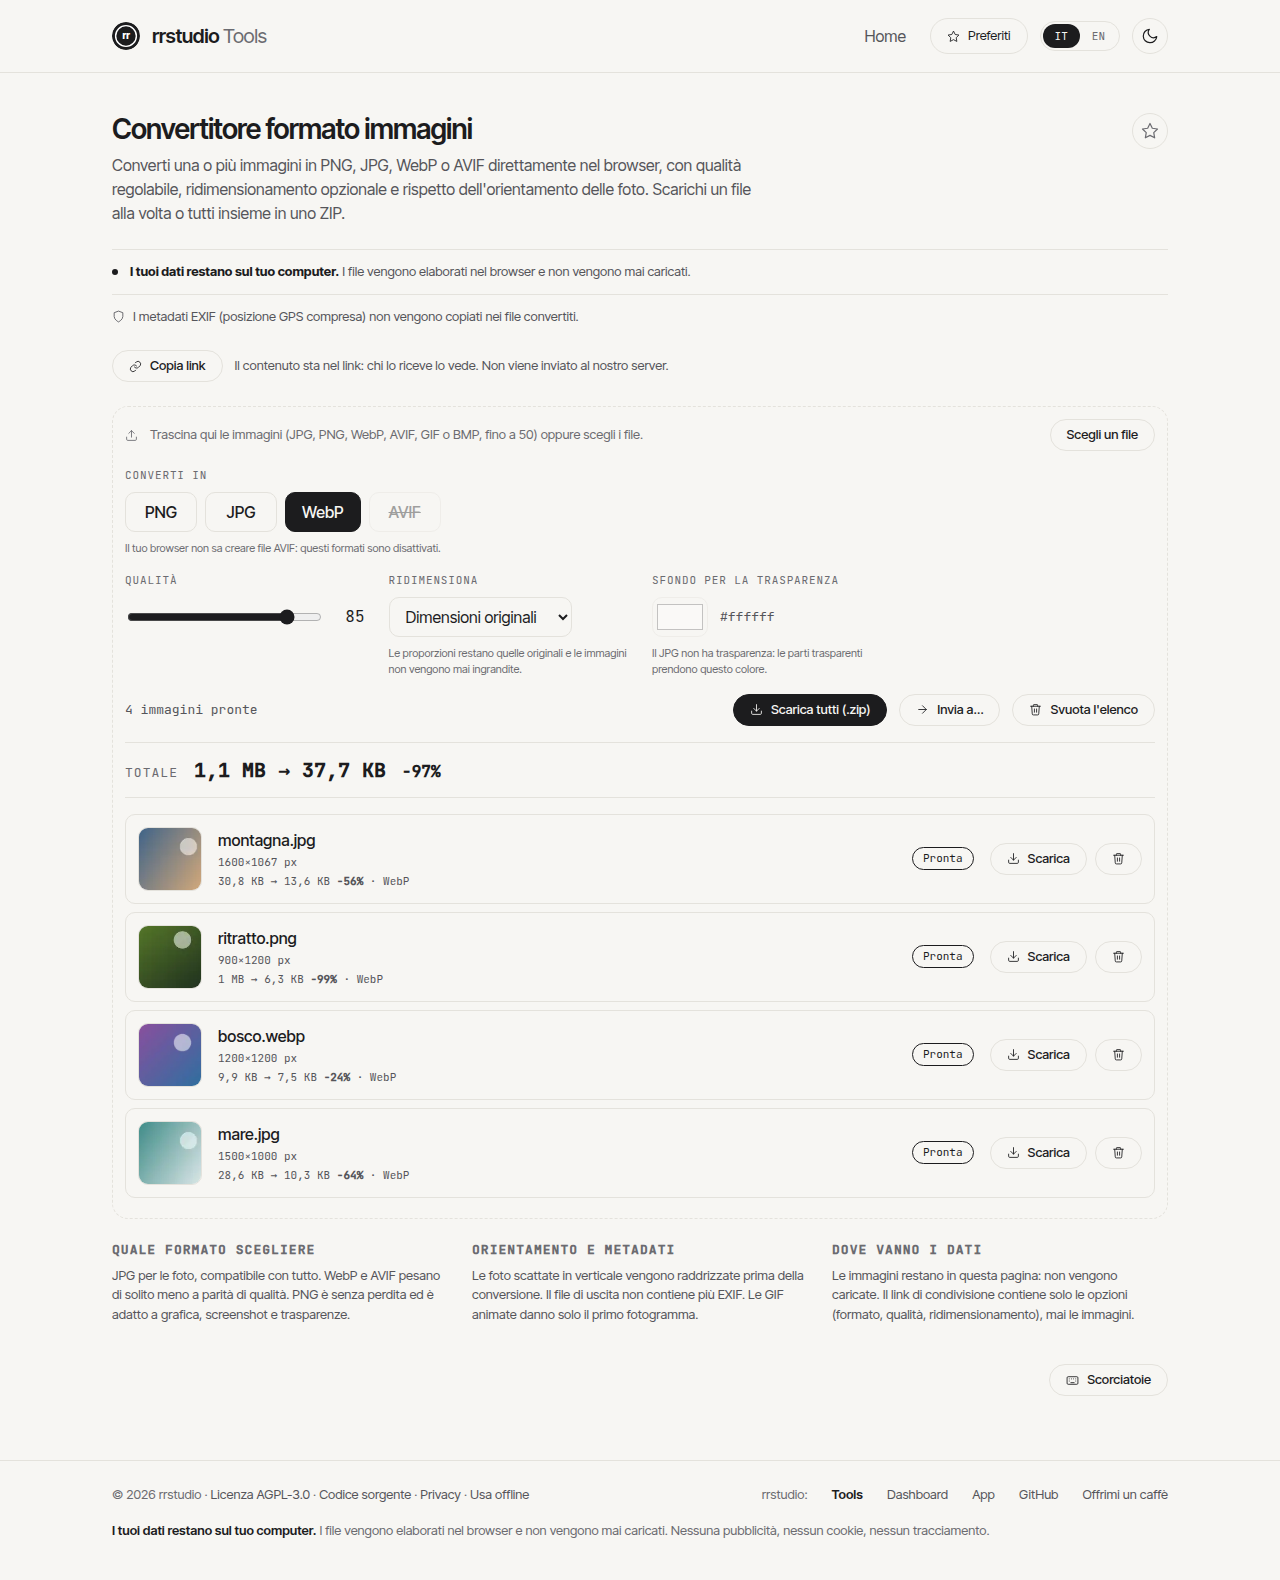 rr rrstudio Tools
Home
Preferiti
IT EN
Convertitore formato immagini
Converti una o più immagini in PNG, JPG, WebP o AVIF direttamente nel browser, con qualità
regolabile, ridimensionamento opzionale e rispetto dell'orientamento delle foto. Scarichi un file
alla volta o tutti insieme in uno ZIP.
I tuoi dati restano sul tuo computer. I file vengono elaborati nel browser e non vengono mai caricati.
I metadati EXIF (posizione GPS compresa) non vengono copiati nei file convertiti.
Copia link Il contenuto sta nel link: chi lo riceve lo vede. Non viene inviato al nostro server.
Trascina qui le immagini (JPG, PNG, WebP, AVIF, GIF o BMP, fino a 50) oppure scegli i file. Scegli un file
CONVERTI IN
PNG JPG WebP AVIF
Il tuo browser non sa creare file AVIF: questi formati sono disattivati.
QUALITÀ
85
RIDIMENSIONA
Dimensioni originali
Le proporzioni restano quelle originali e le immagini
non vengono mai ingrandite.
SFONDO PER LA TRASPARENZA
#ffffff
Il JPG non ha trasparenza: le parti trasparenti
prendono questo colore.
4 immagini pronte Scarica tutti (.zip) Invia a... Svuota l'elenco
TOTALE 1,1 MB → 37,7 KB -97%
montagna.jpg
1600×1067 px
30,8 KB → 13,6 KB -56% · WebP
Pronta Scarica
ritratto.png
900×1200 px
1 MB → 6,3 KB -99% · WebP
Pronta Scarica
bosco.webp
1200×1200 px
9,9 KB → 7,5 KB -24% · WebP
Pronta Scarica
mare.jpg
1500×1000 px
28,6 KB → 10,3 KB -64% · WebP
Pronta Scarica
QUALE FORMATO SCEGLIERE
JPG per le foto, compatibile con tutto. WebP e AVIF pesano
di solito meno a parità di qualità. PNG è senza perdita ed è
adatto a grafica, screenshot e trasparenze.
ORIENTAMENTO E METADATI
Le foto scattate in verticale vengono raddrizzate prima della
conversione. Il file di uscita non contiene più EXIF. Le GIF
animate danno solo il primo fotogramma.
DOVE VANNO I DATI
Le immagini restano in questa pagina: non vengono
caricate. Il link di condivisione contiene solo le opzioni
(formato, qualità, ridimensionamento), mai le immagini.
Scorciatoie
© 2026 rrstudio · Licenza AGPL-3.0 · Codice sorgente · Privacy · Usa offline
rrstudio: Tools Dashboard App GitHub Offrimi un caffè
I tuoi dati restano sul tuo computer. I file vengono elaborati nel browser e non vengono mai caricati. Nessuna pubblicità, nessun cookie, nessun tracciamento.